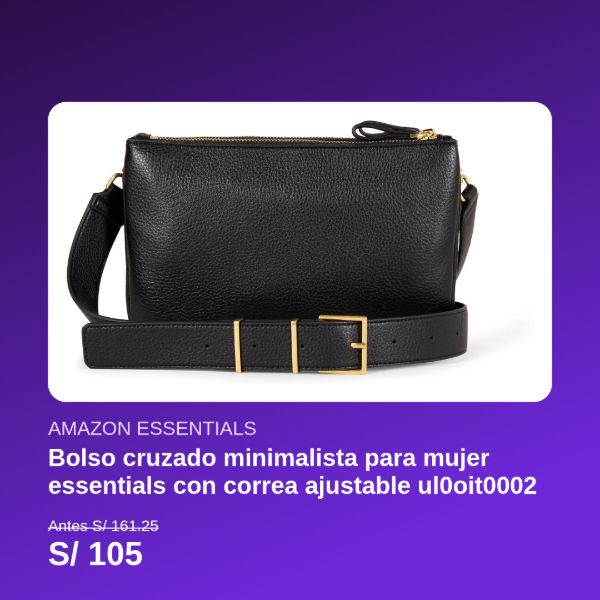 AMAZON ESSENTIALS
Bolso cruzado minimalista para mujer
essentials con correa ajustable ul0oit0002
Antes S/ 161.25
S/ 105